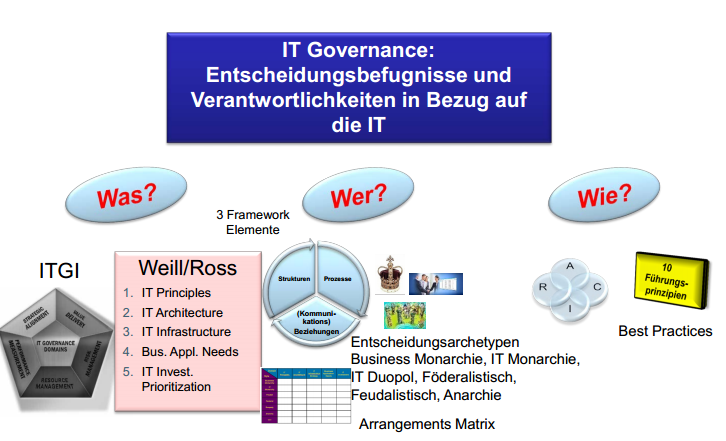 IT Governance:
Entscheidungsbefugnisse und
Verantwortlichkeiten in Bezug auf
die IT
Was?
Wer?
Wie?
3 Framework
Elemente
ITGI
STRATEGIC
ALIGNMENT
VALUE
DELIVERY
IT GOVERNANCE
DOMAINS
PERFORMANCE
MEASUREMENT
RISK
MANAGEMENT
RESOURCE
MANAGEMENT
Weill/Ross
1. IT Principles
2. IT Architecture
3. IT Infrastructure
4. Bus. Appl. Needs
5. IT Invest.
Prioritization
Strukturen
Prozesse
(Kommuni-
kations)
Beziehungen
Entscheidungsarchetypen
Business Monarchie, IT Monarchie,
IT Duopol, Föderalistisch,
Feudalistisch, Anarchie
Arrangements Matrix
A
R
C
I
10
Führungs-
prinzipien
Best Practices